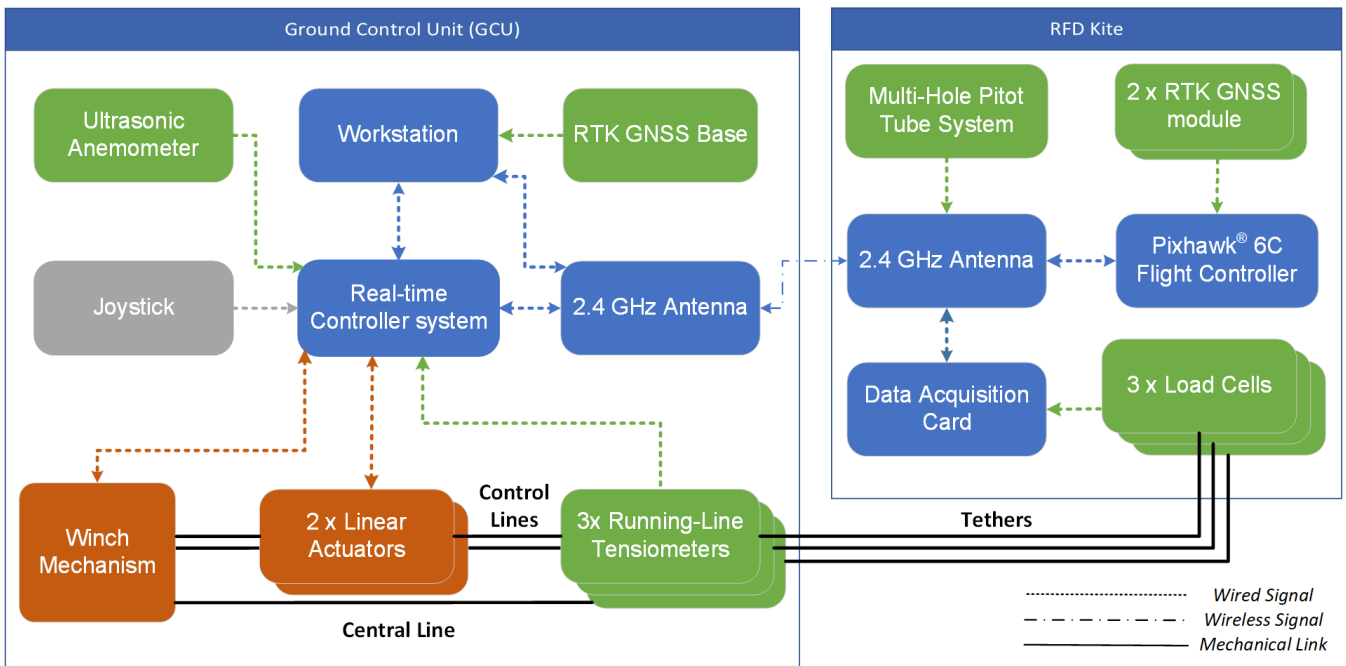 Ground Control Unit (GCU)
RFD Kite
Ultrasonic
Anemometer
Workstation
RTK GNSS Base
Multi-Hole Pitot
Tube System
2 x RTK GNSS
module
Joystick
Real-time
Controller system
2.4 GHz Antenna
2.4 GHz Antenna
Pixhawk® 6C
Flight Controller
Data Acquisition
Card
3 x Load Cells
Winch
Mechanism
2 x Linear
Actuators
Control
Lines
3x Running-Line
Tensiometers
Tethers
Central Line
Wired Signal
Wireless Signal
Mechanical Link